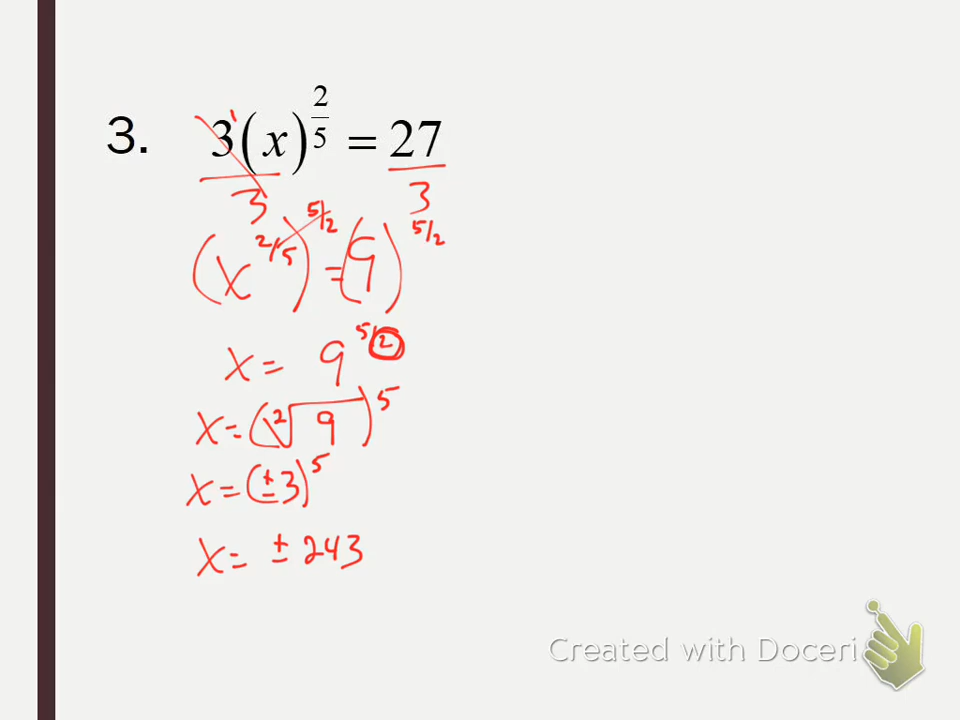 3. 3(x)^(2/5) = 27
3 3
(x^2/5)^5/2 = (9)^5/2
x = 9^5/2
x = (²√9)^5
x = (±3)^5
x = ±243
Created with Doceri